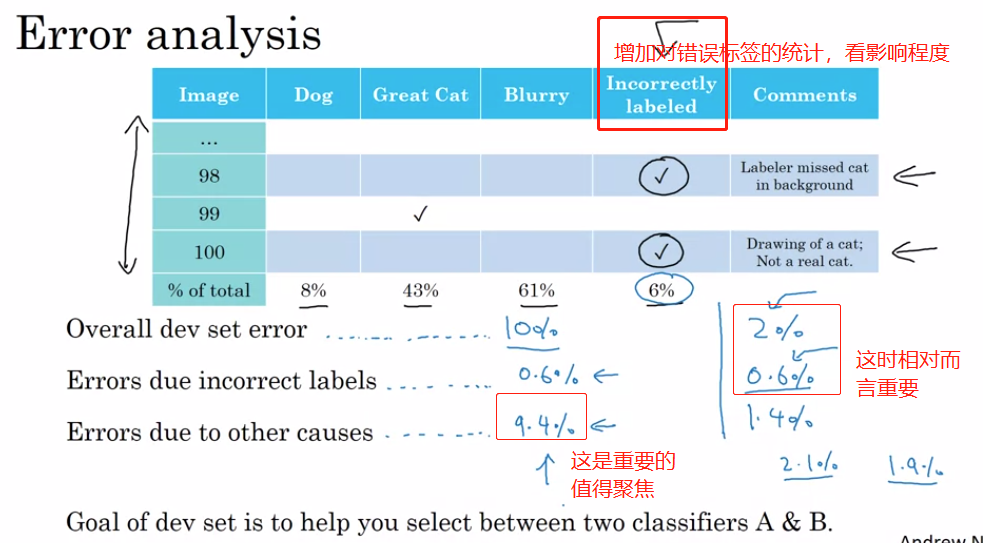 Error analysis
增加对错误标签的统计，看影响程度
Image Dog Great Cat Blurry Incorrectly labeled Comments
...
98 ✓ Labeler missed cat in background
99 ✓
100 ✓ Drawing of a cat; Not a real cat.
% of total 8% 43% 61% 6%
Overall dev set error 10% 2%
Errors due incorrect labels 0.6% 0.6%
这时相对而
言重要
Errors due to other causes 9.4% 1.4%
这是重要的
值得聚焦
2.1% 1.9%
Goal of dev set is to help you select between two classifiers A & B.
Andrew N